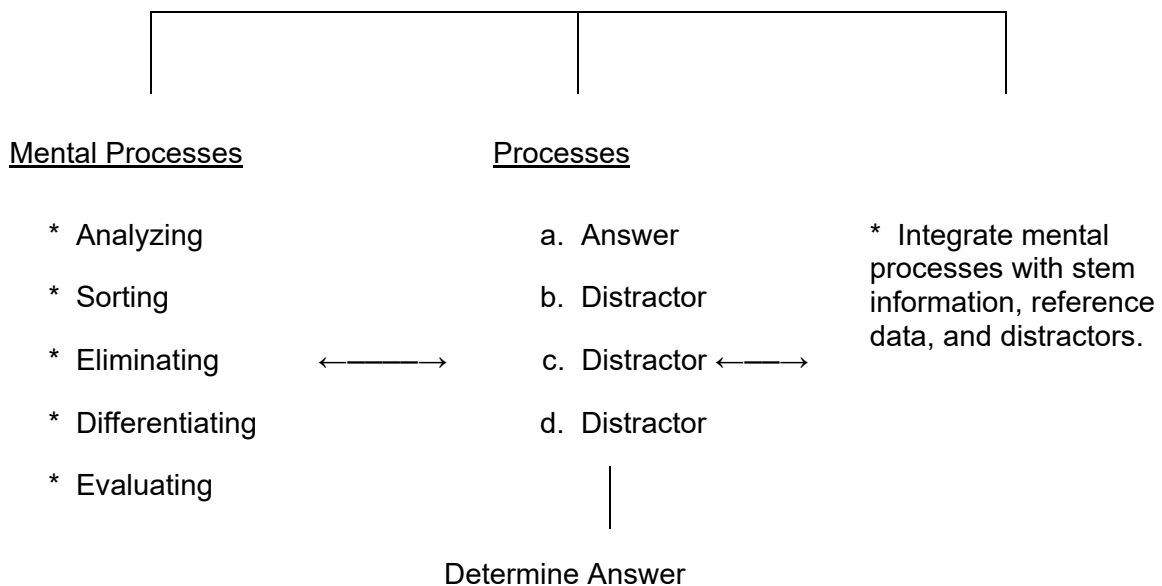 Mental Processes
Processes
* Analyzing
* Sorting
* Eliminating
* Differentiating
* Evaluating
←––––→
a. Answer
b. Distractor
c. Distractor ←––→
d. Distractor
* Integrate mental
processes with stem
information, reference
data, and distractors.
Determine Answer